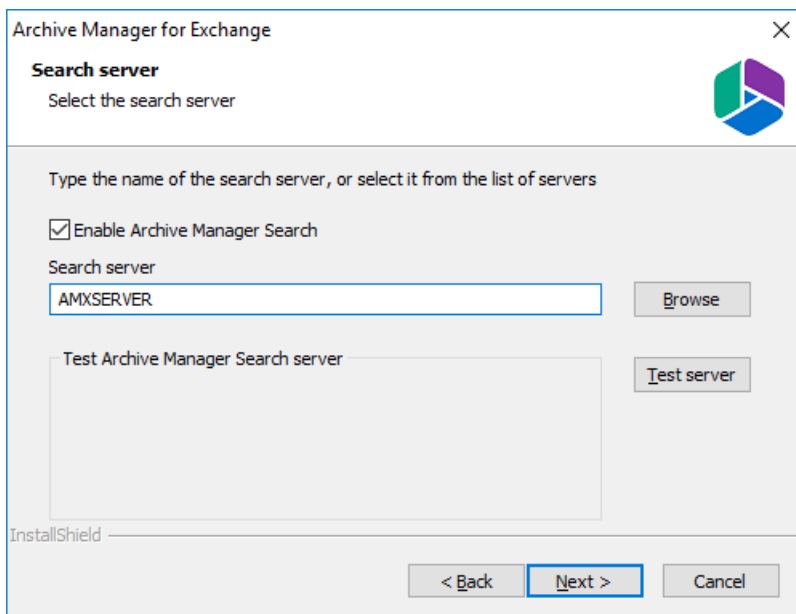 Archive Manager for Exchange
Search server
Select the search server
Type the name of the search server, or select it from the list of servers
Enable Archive Manager Search
Search server
AMXSERVER
Browse
Test Archive Manager Search server
Test server
InstallShield
< Back
Next >
Cancel